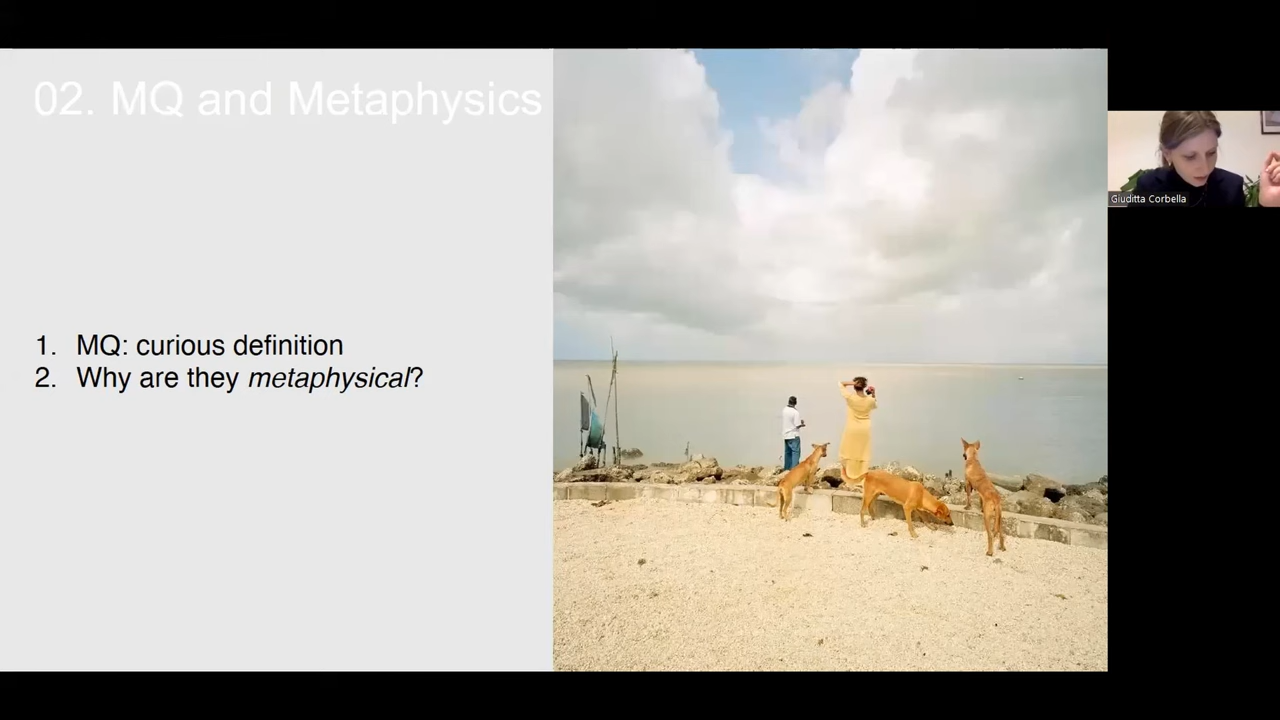 02. MQ and Metaphysics
1. MQ: curious definition
2. Why are they metaphysical?
Giuditta Corbella